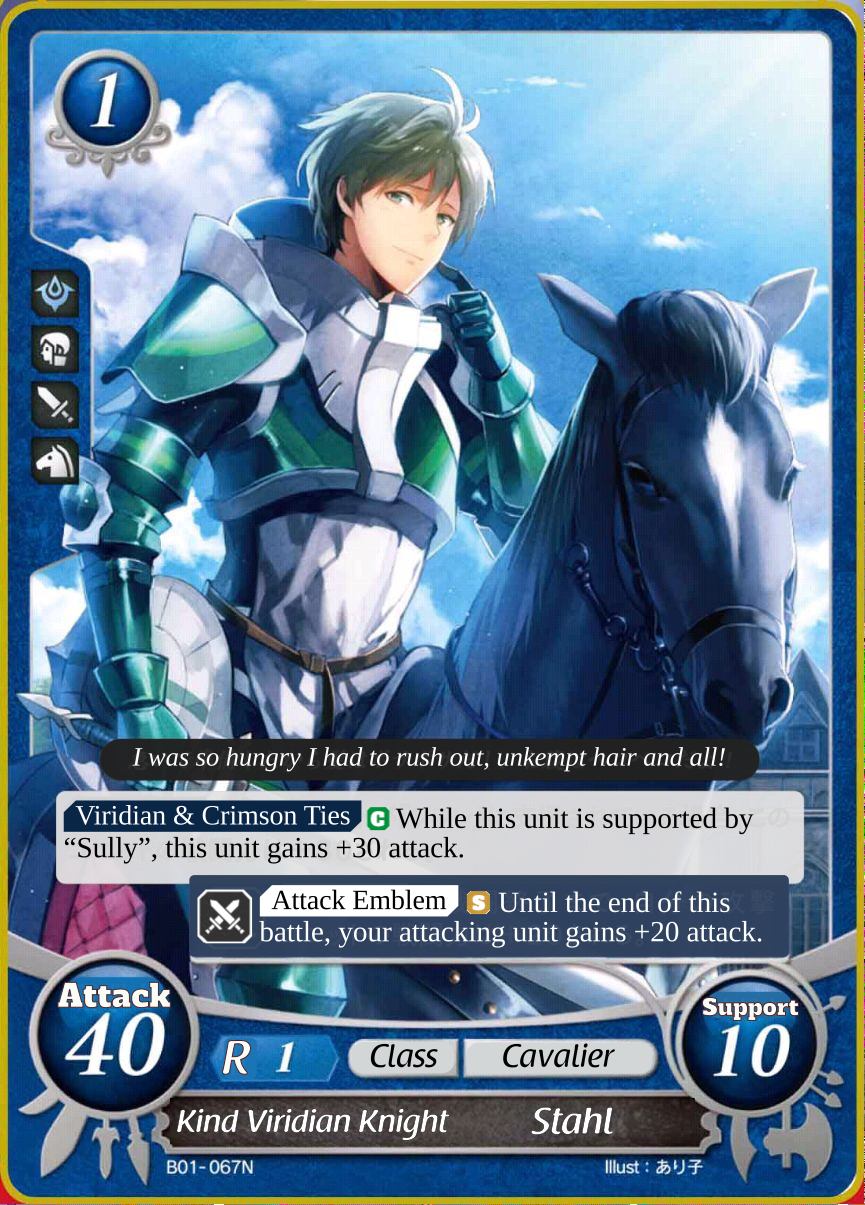 1
I was so hungry I had to rush out, unkempt hair and all!
Viridian & Crimson Ties C While this unit is supported by
“Sully”, this unit gains +30 attack.
Attack Emblem S Until the end of this
battle, your attacking unit gains +20 attack.
Attack
40
R 1
Class
Cavalier
Support
10
Kind Viridian Knight
Stahl
B01-067N
Illust : あり子